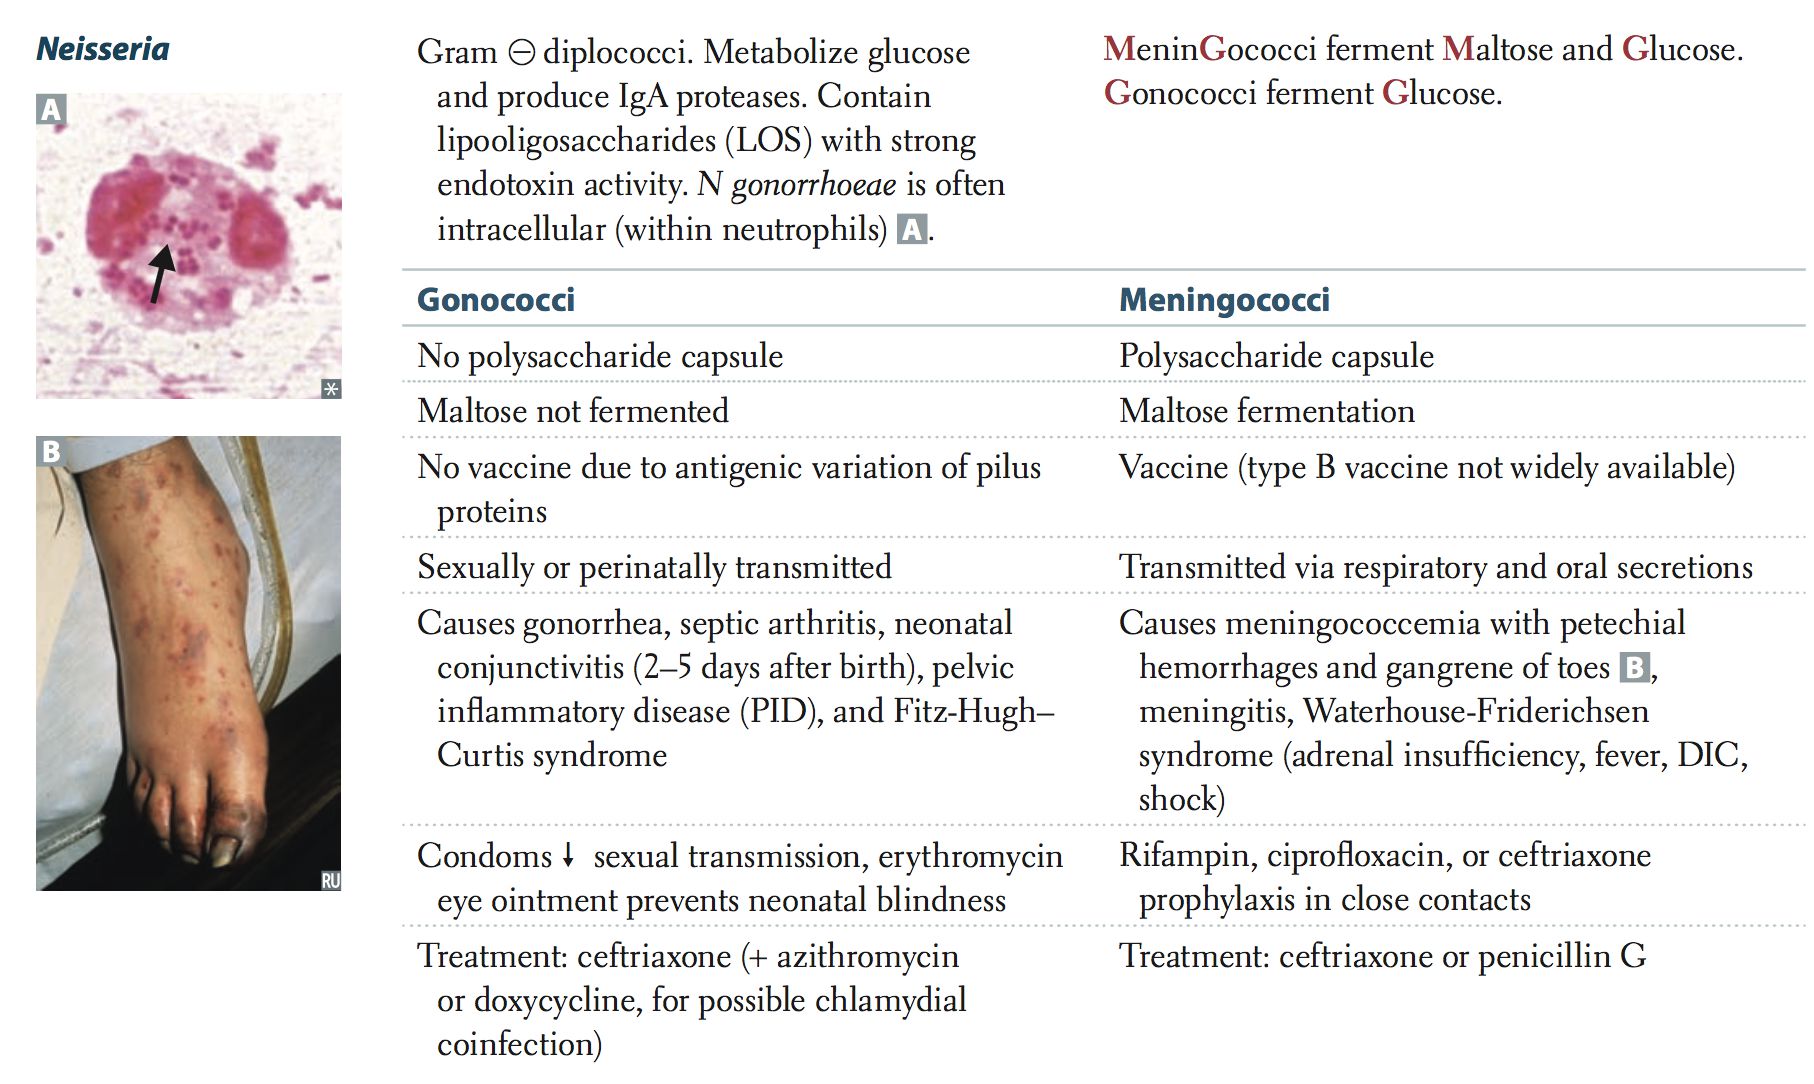 Neisseria
Gram ⊖ diplococci. Metabolize glucose
and produce IgA proteases. Contain
lipooligosaccharides (LOS) with strong
endotoxin activity. N gonorrhoeae is often
intracellular (within neutrophils) A.
MeninGococci ferment Maltose and Glucose.
Gonococci ferment Glucose.
A
*
B
RU
Gonococci
Meningococci
No polysaccharide capsule
Polysaccharide capsule
Maltose not fermented
Maltose fermentation
No vaccine due to antigenic variation of pilus
proteins
Vaccine (type B vaccine not widely available)
Sexually or perinatally transmitted
Transmitted via respiratory and oral secretions
Causes gonorrhea, septic arthritis, neonatal
conjunctivitis (2–5 days after birth), pelvic
inflammatory disease (PID), and Fitz-Hugh–
Curtis syndrome
Causes meningococcemia with petechial
hemorrhages and gangrene of toes B,
meningitis, Waterhouse-Friderichsen
syndrome (adrenal insufficiency, fever, DIC,
shock)
Condoms ↓ sexual transmission, erythromycin
eye ointment prevents neonatal blindness
Rifampin, ciprofloxacin, or ceftriaxone
prophylaxis in close contacts
Treatment: ceftriaxone (+ azithromycin
or doxycycline, for possible chlamydial
coinfection)
Treatment: ceftriaxone or penicillin G